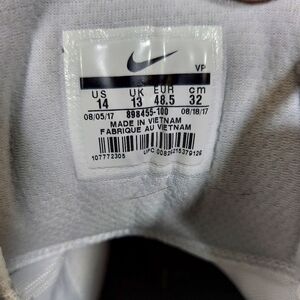 VP
US UK EUR cm
14 13 48.5 32
08/05/17 898455-100 08/18/17
MADE IN VIETNAM
FABRIQUE AU VIETNAM
107772305
UPC